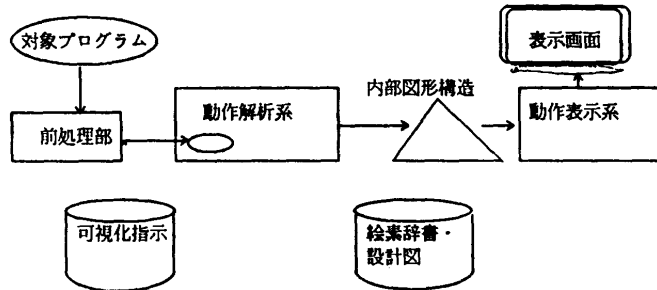 対象プログラム
表示画面
内部図形構造
動作解析系
動作表示系
前処理部
可視化指示
絵素辞書・
設計図